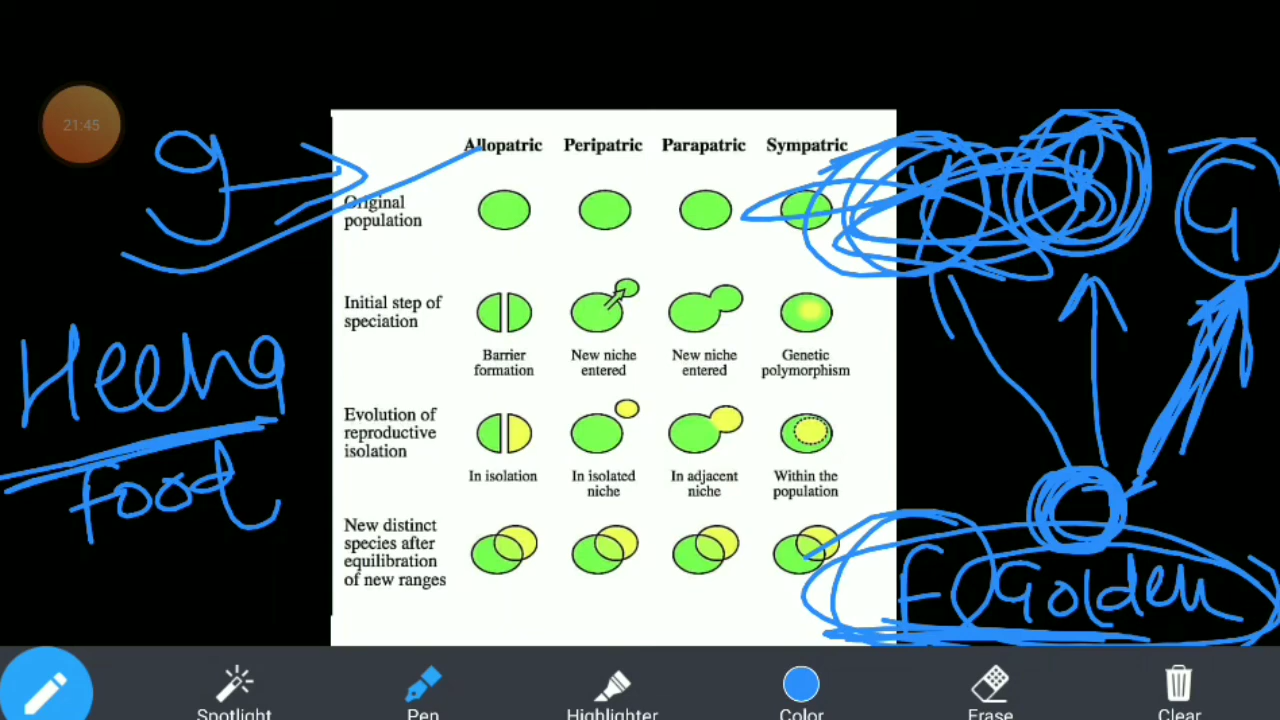 21:45
g
Heena
Food
Allopatric Peripatric Parapatric Sympatric
Original
population
Initial step of
speciation
Barrier
formation
New niche
entered
New niche
entered
Genetic
polymorphism
Evolution of
reproductive
isolation
In isolation
In isolated
niche
In adjacent
niche
Within the
population
New distinct
species after
equilibration
of new ranges
G
F Golden
Spotlight Pen Highlighter Color Erase Clear